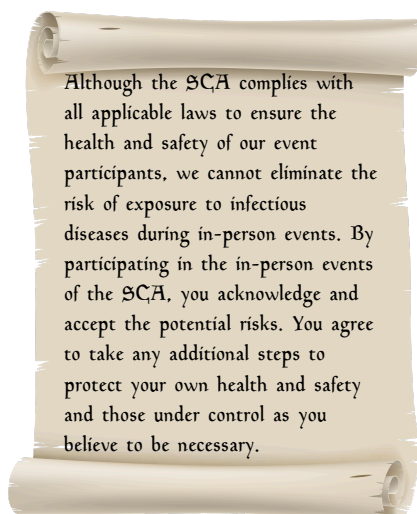 Although the SCA complies with
all applicable laws to ensure the
health and safety of our event
participants, we cannot eliminate the
risk of exposure to infectious
diseases during in-person events. By
participating in the in-person events
of the SCA, you acknowledge and
accept the potential risks. You agree
to take any additional steps to
protect your own health and safety
and those under control as you
believe to be necessary.